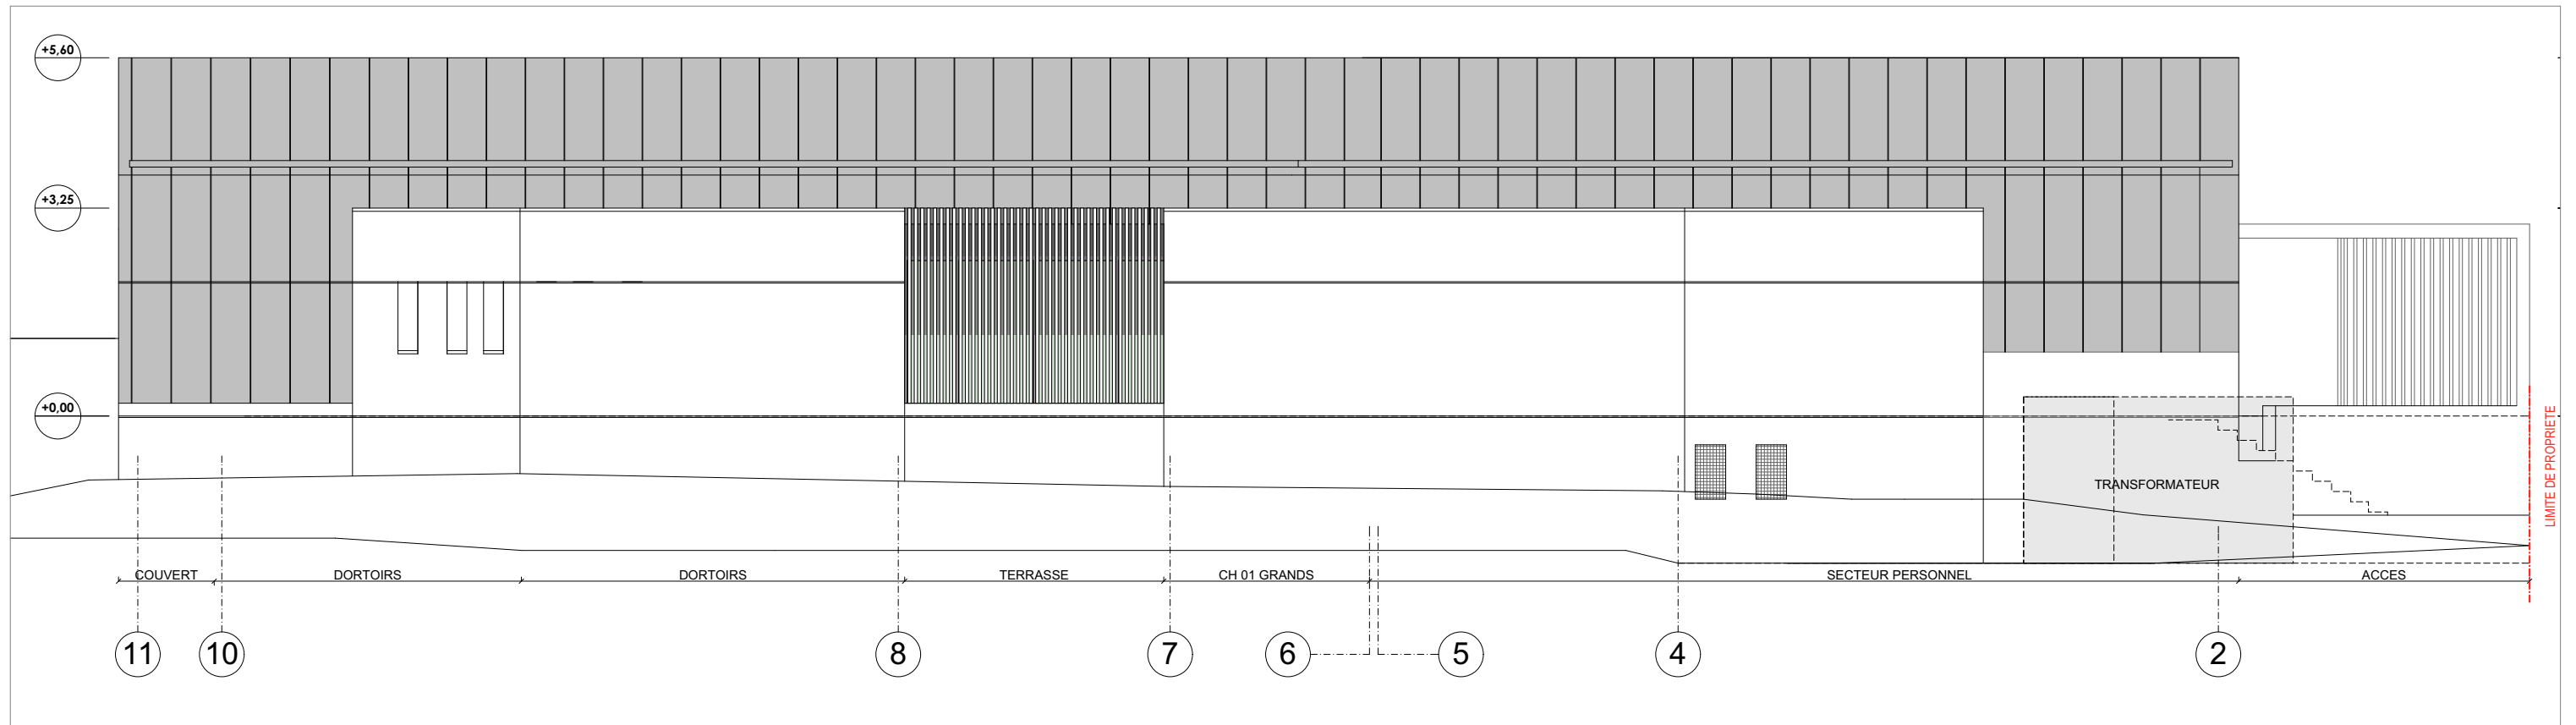 +5,60
+3,25
+0,00
LIMITE DE PROPRIETE
TRANSFORMATEUR
COUVERT
DORTOIRS
DORTOIRS
TERRASSE
CH 01 GRANDS
SECTEUR PERSONNEL
ACCES
11
10
8
7
6
5
4
2